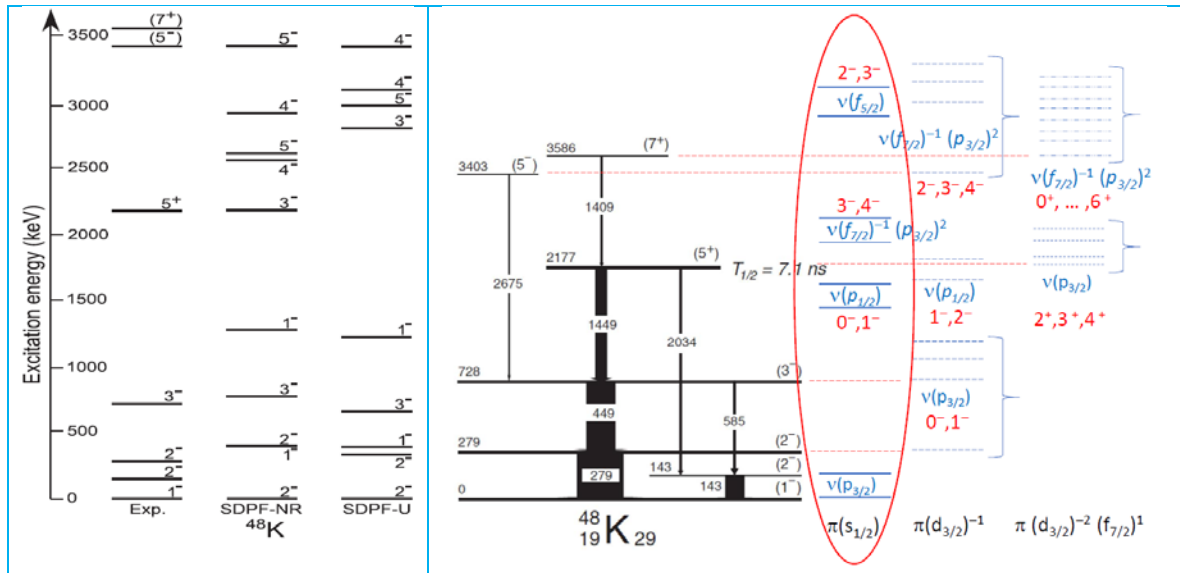 Excitation energy (keV)
3500
3000
2500
2000
1500
1000
500
0
(7⁺)
(5⁻)
5⁺
3⁻
2⁻
2⁻
1⁻
Exp.
5⁻
4⁻
5⁻
4⁻
3⁻
1⁻
3⁻
2⁻
1⁻
2⁻
SDPF-NR
4⁻
4⁻
5⁻
3⁻
1⁻
3⁻
1⁻
2⁻
2⁻
SDPF-U
⁴⁸K
3586 (7⁺)
3403 (5⁻)
1409
2177 (5⁺)
T₁/₂ = 7.1 ns
2675
1449
2034
728 (3⁻)
449
585
279 (2⁻)
143 (2⁻)
279
143
0 (1⁻)
⁴⁸₁₉K₂₉
2⁻,3⁻
ν(f₅/₂)
3⁻,4⁻
ν(f₇/₂)⁻¹ (p₃/₂)²
ν(p₁/₂)
0⁻,1⁻
ν(p₃/₂)
π(s₁/₂)
ν(f₇/₂)⁻¹ (p₃/₂)²
2⁻,3⁻,4⁻
ν(p₁/₂)
1⁻,2⁻
ν(p₃/₂)
0⁻,1⁻
π(d₃/₂)⁻¹
ν(f₇/₂)⁻¹ (p₃/₂)²
0⁺, ... ,6⁺
ν(p₃/₂)
2⁺,3⁺,4⁺
π (d₃/₂)⁻² (f₇/₂)¹